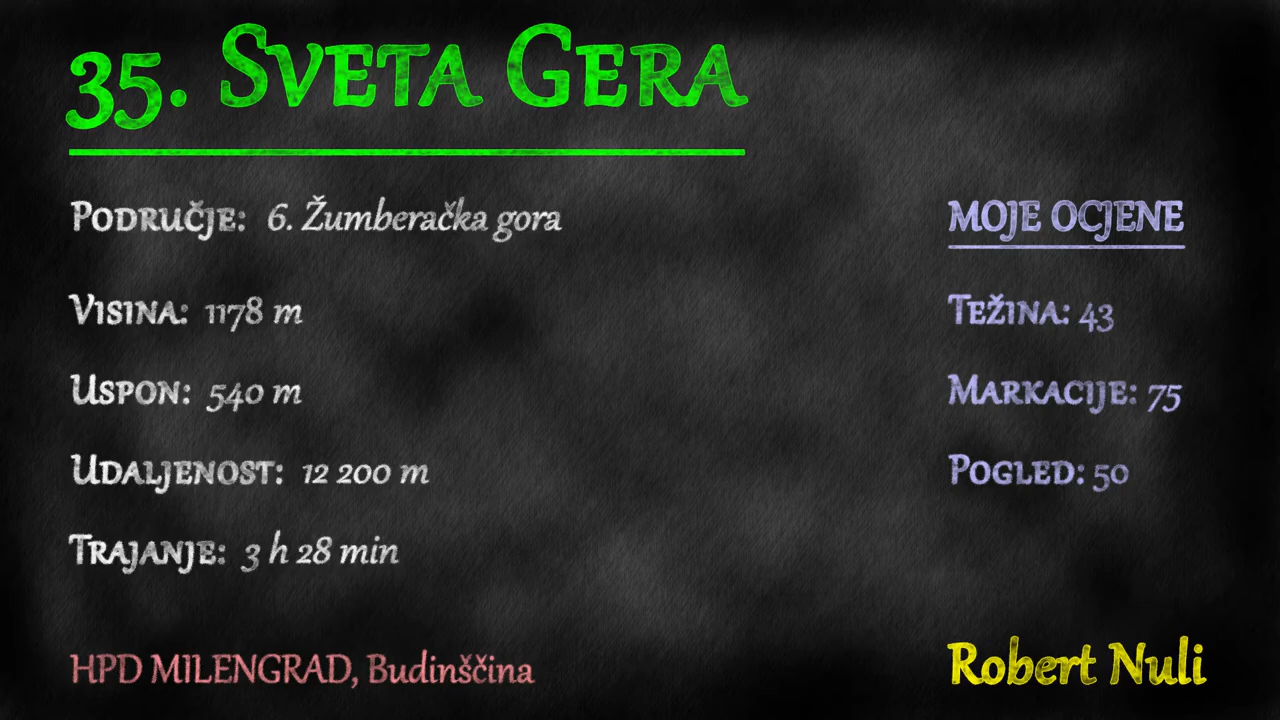 35. Sveta Gera
Područje: 6. Žumberačka gora
Visina: 1178 m
Uspon: 540 m
Udaljenost: 12 200 m
Trajanje: 3 h 28 min
HPD MILENGRAD, Budinščina
MOJE OCJENE
Težina: 43
Markacije: 75
Pogled: 50
Robert Nuli